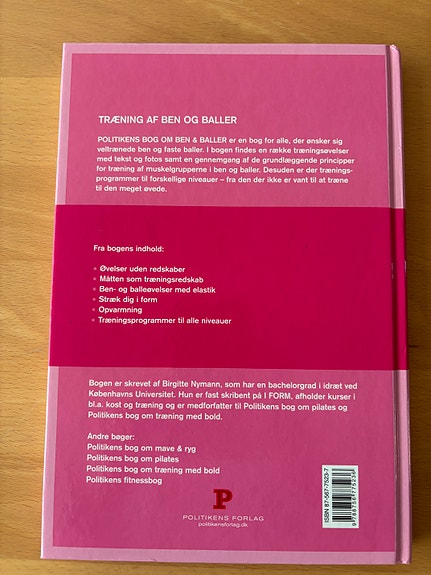 TRÆNING AF BEN OG BALLER
POLITIKENS BOG OM BEN & BALLER er en bog for alle, der ønsker sig
veltrænede ben og faste baller. I bogen findes en række træningsøvelser
med tekst og fotos samt en gennemgang af de grundlæggende principper
for træning af muskelgrupperne i ben og baller. Desuden er der trænings-
programmer til forskellige niveauer – fra den der ikke er vant til at træne
til den meget øvede.
Fra bogens indhold:
• Øvelser uden redskaber
• Måtten som træningsredskab
• Ben- og balleøvelser med elastik
• Stræk dig i form
• Opvarmning
• Træningsprogrammer til alle niveauer
Bogen er skrevet af Birgitte Nymann, som har en bachelorgrad i idræt ved
Københavns Universitet. Hun er fast skribent på I FORM, afholder kurser i
bl.a. kost og træning og er medforfatter til Politikens bog om pilates og
Politikens bog om træning med bold.
Andre bøger:
Politikens bog om mave & ryg
Politikens bog om pilates
Politikens bog om træning med bold
Politikens fitnessbog
P
POLITIKENS FORLAG
politikensforlag.dk
ISBN 87-567-7523-7
9788756775236